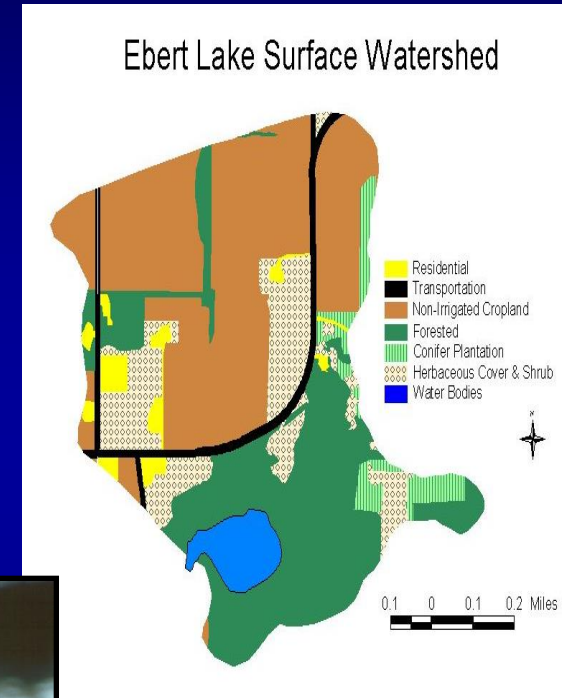 Ebert Lake Surface Watershed
Residential
Transportation
Non-Irrigated Cropland
Forested
Conifer Plantation
Herbaceous Cover & Shrub
Water Bodies
N
0.1 0 0.1 0.2 Miles